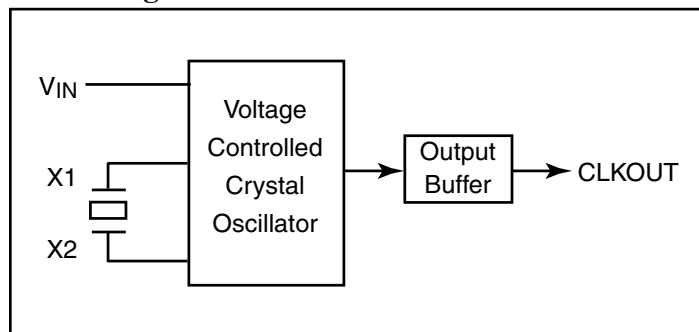 VIN
X1
X2
Voltage
Controlled
Crystal
Oscillator
Output
Buffer
CLKOUT